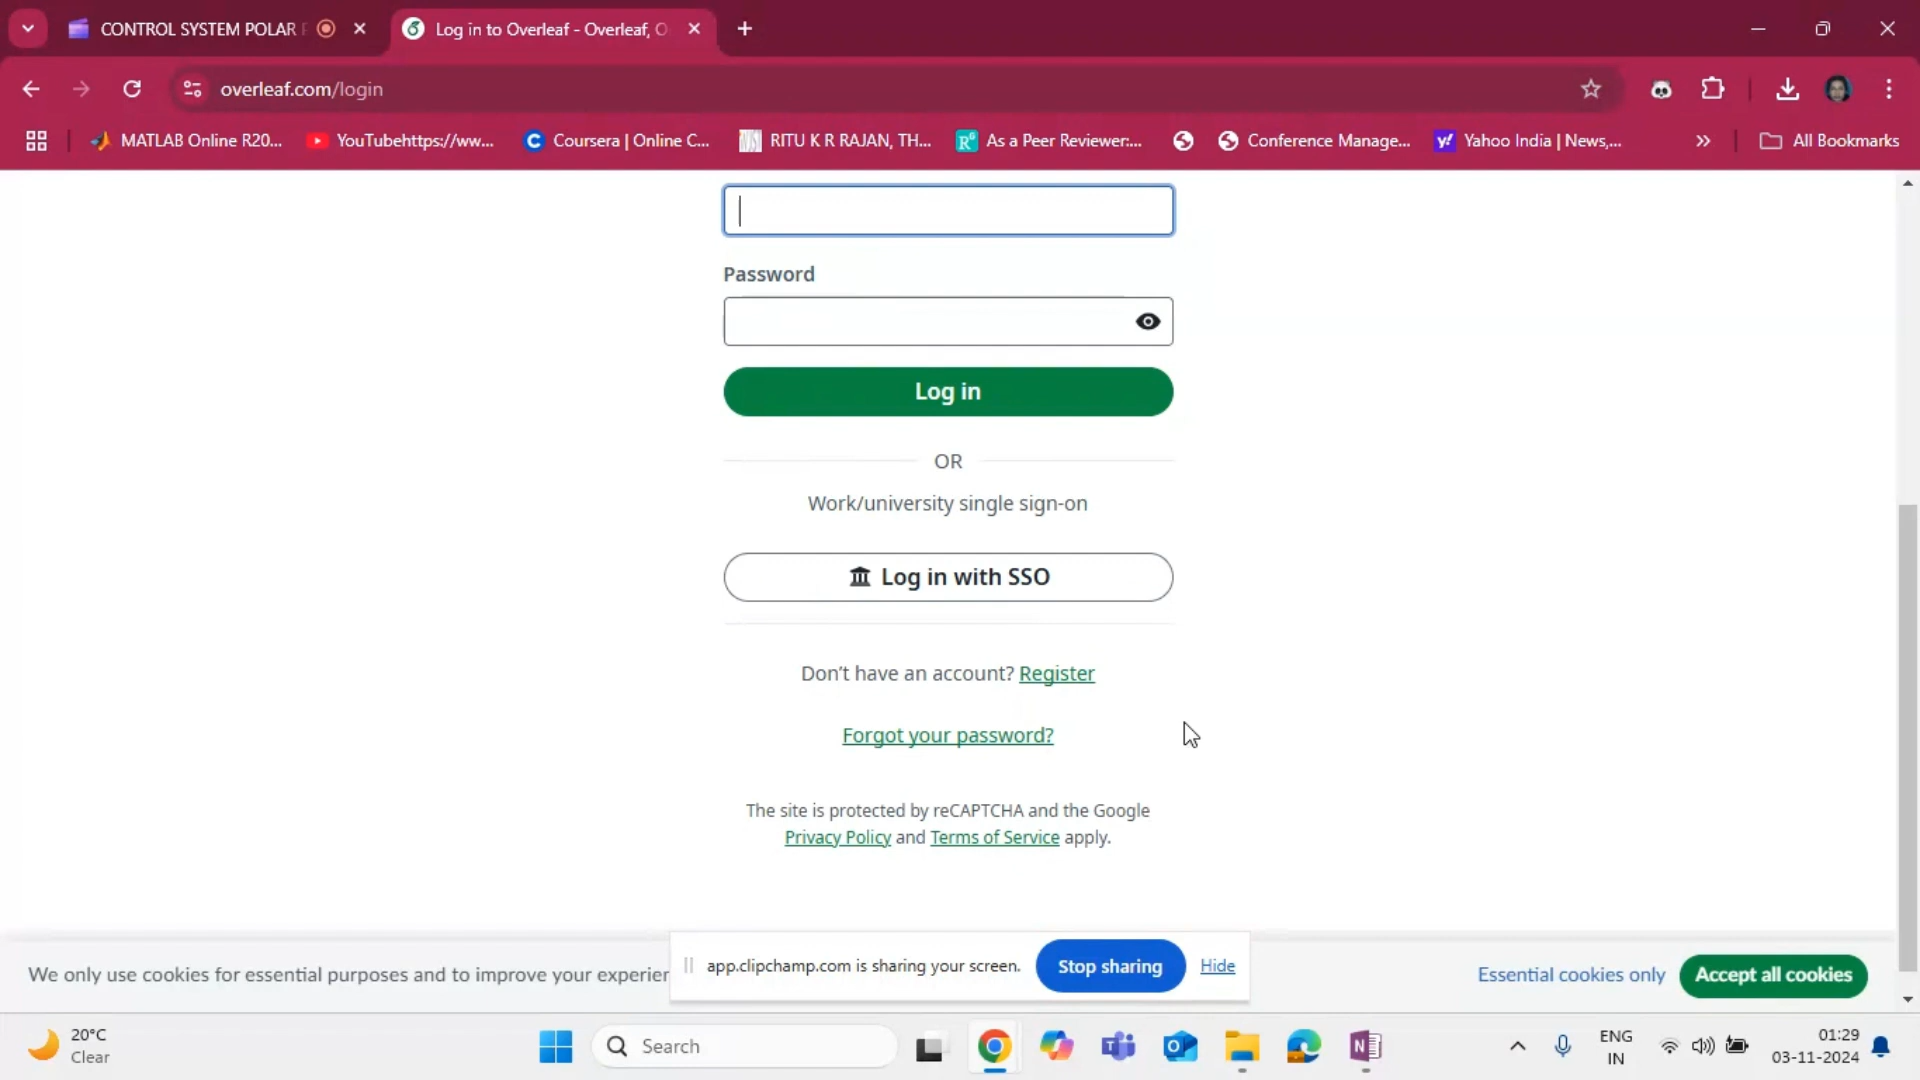 CONTROL SYSTEM POLAR
Log in to Overleaf - Overleaf, O
overleaf.com/login
MATLAB Online R20...
YouTubehttps://ww...
Coursera | Online C...
RITU K R RAJAN, TH...
As a Peer Reviewer:...
Conference Manage...
Yahoo India | News,...
All Bookmarks
Password
Log in
OR
Work/university single sign-on
Log in with SSO
Don't have an account? Register
Forgot your password?
The site is protected by reCAPTCHA and the Google
Privacy Policy and Terms of Service apply.
We only use cookies for essential purposes and to improve your experien
app.clipchamp.com is sharing your screen.
Stop sharing
Hide
Essential cookies only
Accept all cookies
20°C
Clear
Search
ENG
IN
01:29
03-11-2024